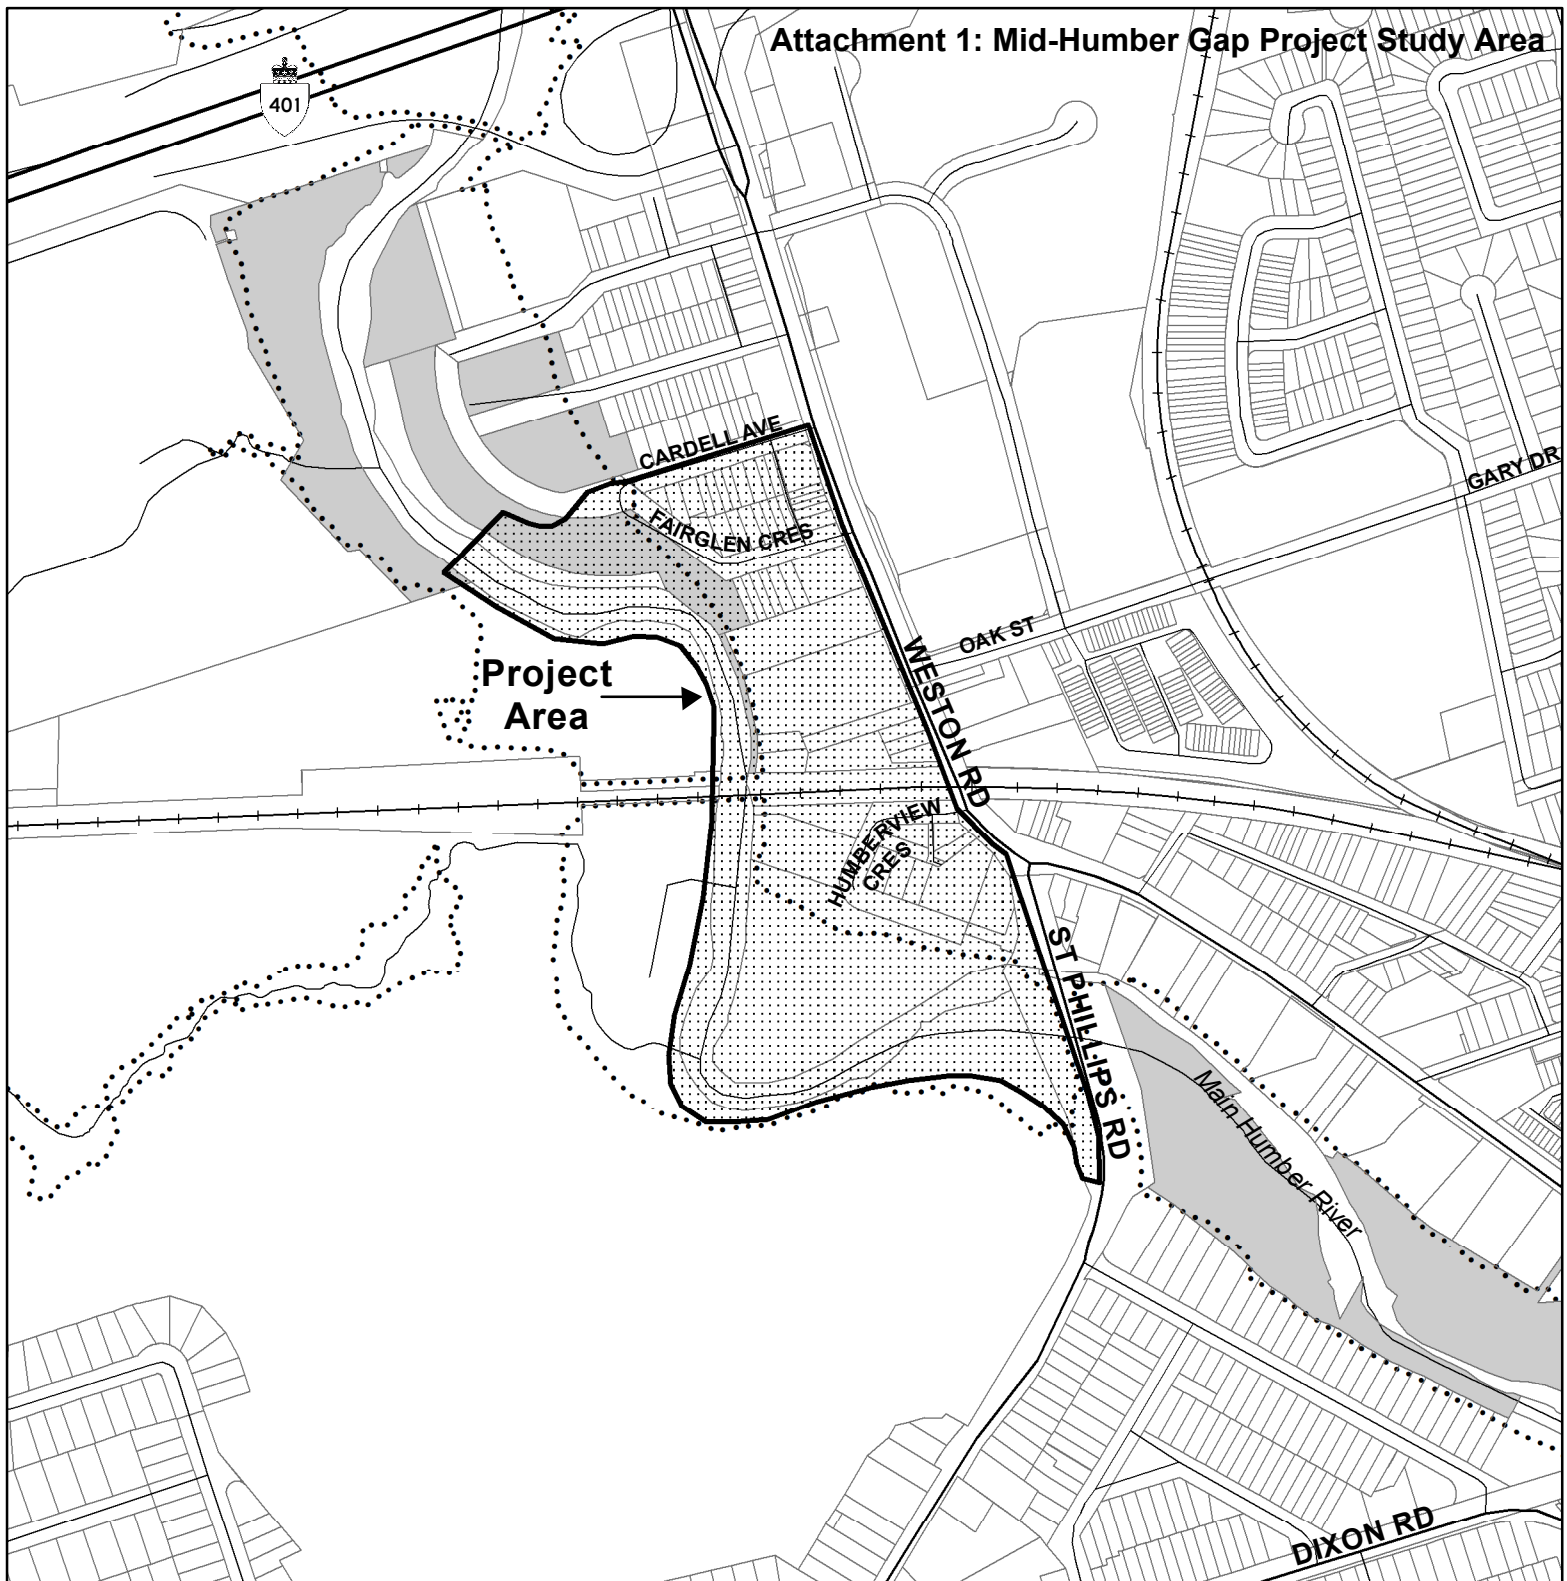 Attachment 1: Mid-Humber Gap Project Study Area
401
CARDELL AVE
FAIRGLEN CRES
GARY DR
OAK ST
WESTON RD
Project
Area
HUMBERVIEW
CRES
ST PHILLIPS RD
Main Humber River
DIXON RD